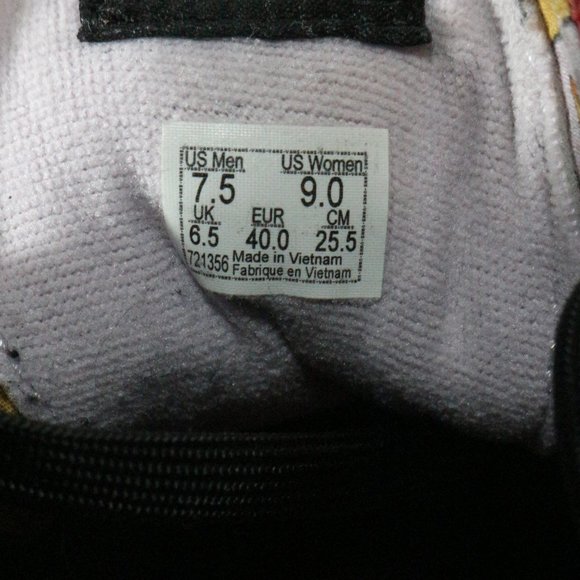 US Men US Women
7.5 9.0
UK EUR CM
6.5 40.0 25.5
721356 Made in Vietnam
Fabrique en Vietnam